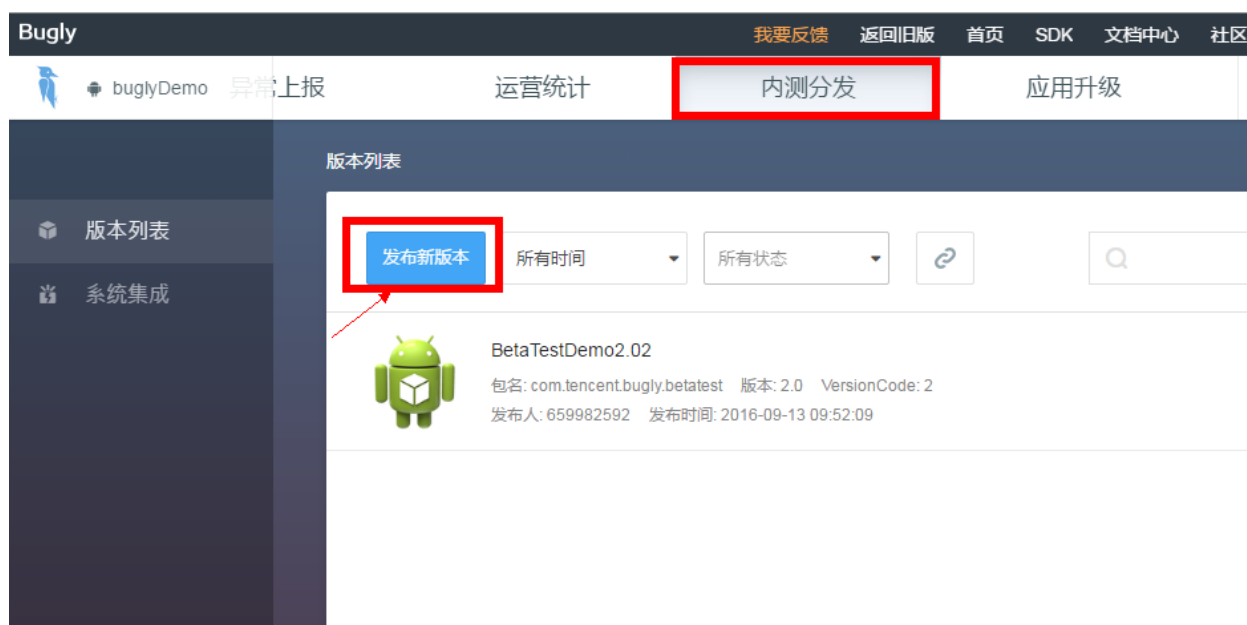 Bugly 我要反馈 返回旧版 首页 SDK 文档中心 社区
buglyDemo 异常上报 运营统计 内测分发 应用升级
版本列表
版本列表
发布新版本 所有时间 所有状态
系统集成
BetaTestDemo2.02
包名: com.tencent.bugly.betatest 版本: 2.0 VersionCode: 2
发布人: 659982592 发布时间: 2016-09-13 09:52:09